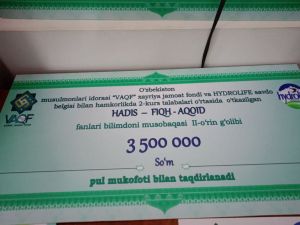 O'zbekiston
musulmonlari idorasi "VAQF" xayriya jamoat fondi va HYDROLIFE savdo
belgisi bilan hamkorlikda 2-kurs talabalari o'rtasida o'tkazilgan
HADIS - FIQH - AQOID
fanlari bilimdoni musobaqasi II-o'rin g'olibi
3 500 000
So'm
pul mukofoti bilan taqdirlanadi
VAQF